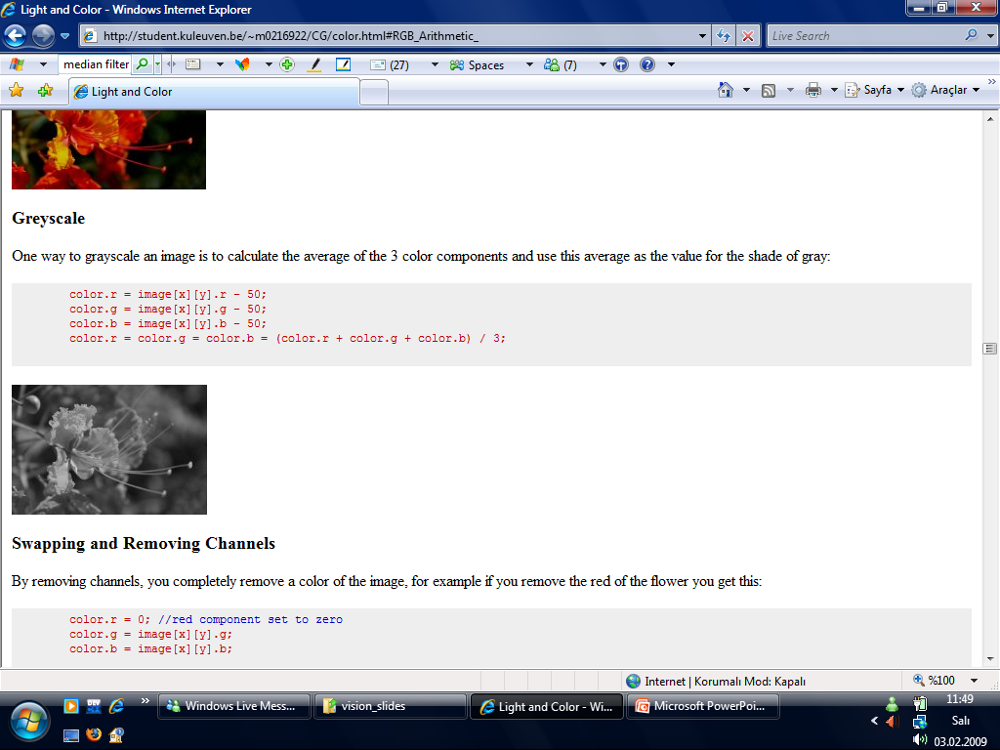 Light and Color - Windows Internet Explorer
http://student.kuleuven.be/~m0216922/CG/color.html#RGB_Arithmetic_
Live Search
median filter
(27)
Spaces
(7)
Light and Color
Sayfa
Araçlar
Greyscale
One way to grayscale an image is to calculate the average of the 3 color components and use this average as the value for the shade of gray:
color.r = image[x][y].r - 50;
color.g = image[x][y].g - 50;
color.b = image[x][y].b - 50;
color.r = color.g = color.b = (color.r + color.g + color.b) / 3;
Swapping and Removing Channels
By removing channels, you completely remove a color of the image, for example if you remove the red of the flower you get this:
color.r = 0; //red component set to zero
color.g = image[x][y].g;
color.b = image[x][y].b;
Internet | Korumalı Mod: Kapalı
%100
Windows Live Mess...
vision_slides
Light and Color - Wi...
Microsoft PowerPoi...
11:49
Salı
03.02.2009